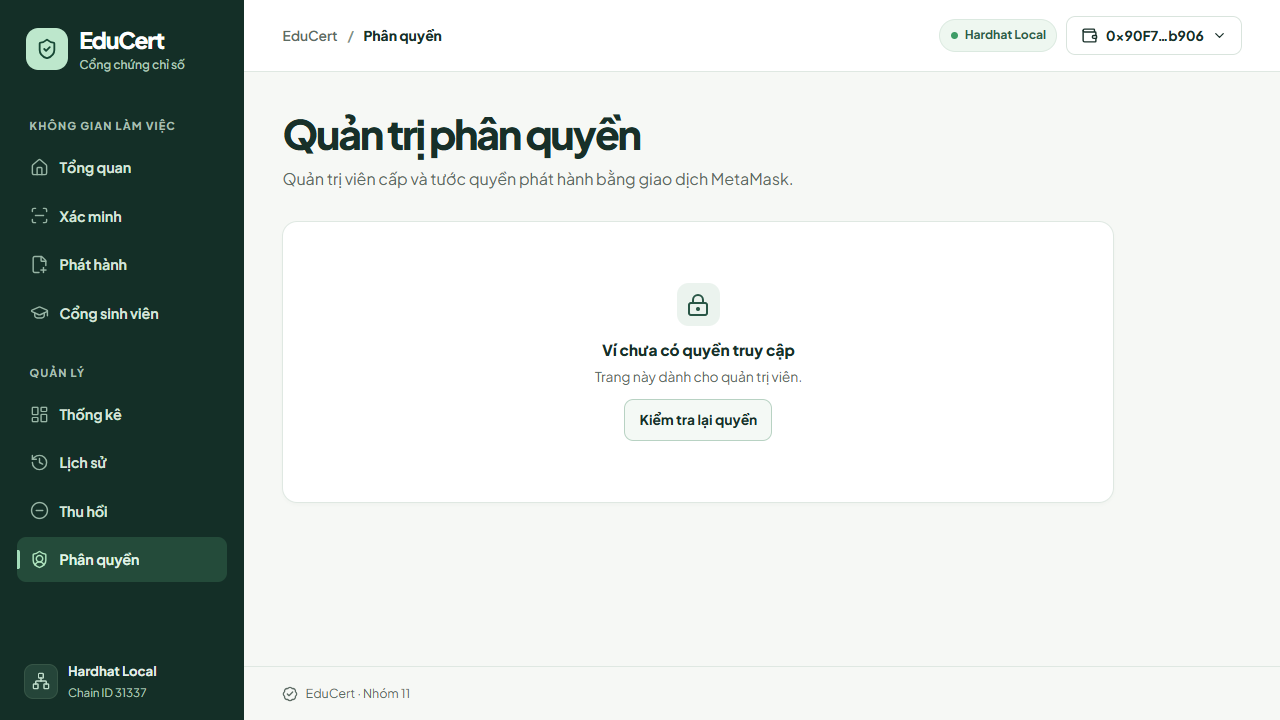 EduCert
Cổng chứng chỉ số
KHÔNG GIAN LÀM VIỆC
Tổng quan
Xác minh
Phát hành
Cổng sinh viên
QUẢN LÝ
Thống kê
Lịch sử
Thu hồi
Phân quyền
Hardhat Local
Chain ID 31337
EduCert / Phân quyền
Hardhat Local
0×90F7…b906
Quản trị phân quyền
Quản trị viên cấp và tước quyền phát hành bằng giao dịch MetaMask.
Ví chưa có quyền truy cập
Trang này dành cho quản trị viên.
Kiểm tra lại quyền
EduCert · Nhóm 11